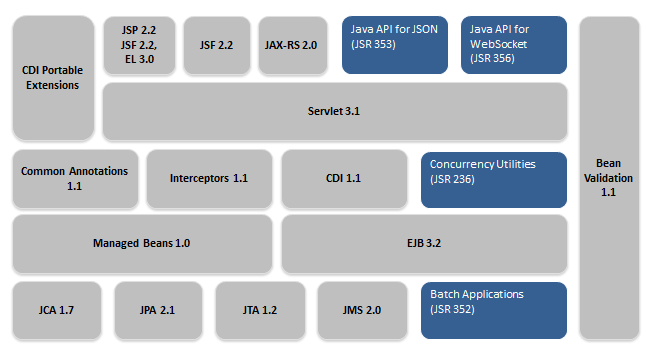 CDI Portable
Extensions
JSP 2.2
JSF 2.2,
EL 3.0
JSF 2.2
JAX-RS 2.0
Java API for JSON
(JSR 353)
Java API for
WebSocket
(JSR 356)
Servlet 3.1
Common Annotations
1.1
Interceptors 1.1
CDI 1.1
Concurrency Utilities
(JSR 236)
Bean
Validation
1.1
Managed Beans 1.0
EJB 3.2
JCA 1.7
JPA 2.1
JTA 1.2
JMS 2.0
Batch Applications
(JSR 352)